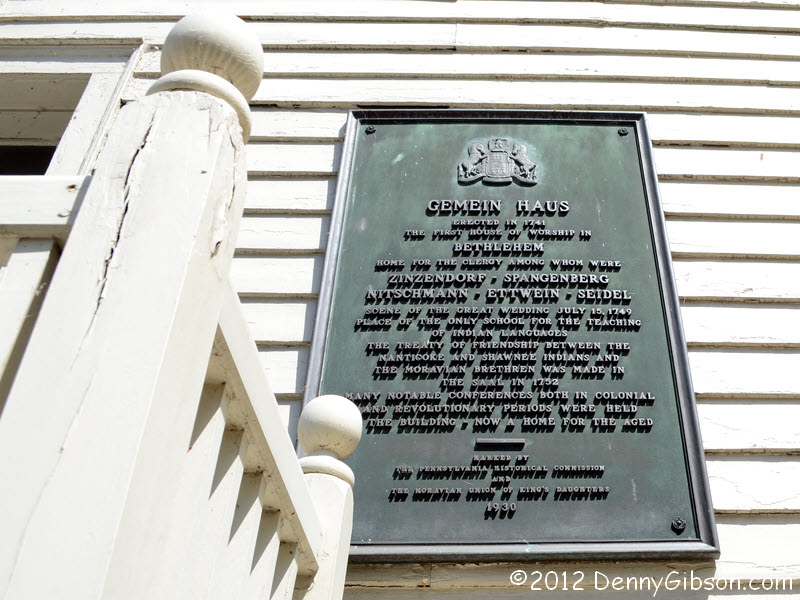 GEMEIN HAUS
ERECTED IN 1741
THE FIRST HOUSE OF WORSHIP IN
BETHLEHEM
HOME FOR THE CLERGY AMONG WHOM WERE
ZINZENDORF · SPANGENBERG
NITSCHMANN · ETTWEIN · SEIDEL
SCENE OF THE GREAT WEDDING JULY 15, 1749
PLACE OF THE ONLY SCHOOL FOR THE TEACHING
OF INDIAN LANGUAGES
THE TREATY OF FRIENDSHIP BETWEEN THE
NANTICOKE AND SHAWNEE INDIANS AND
THE MORAVIAN BRETHREN WAS MADE IN
THE SAAL IN 1752
MANY NOTABLE CONFERENCES BOTH IN COLONIAL
AND REVOLUTIONARY PERIODS WERE HELD
THE BUILDING · NOW A HOME FOR THE AGED
MARKED BY
THE PENNSYLVANIA HISTORICAL COMMISSION
AND
THE MORAVIAN UNION OF KING'S DAUGHTERS
1930
©2012 DennyGibson.com